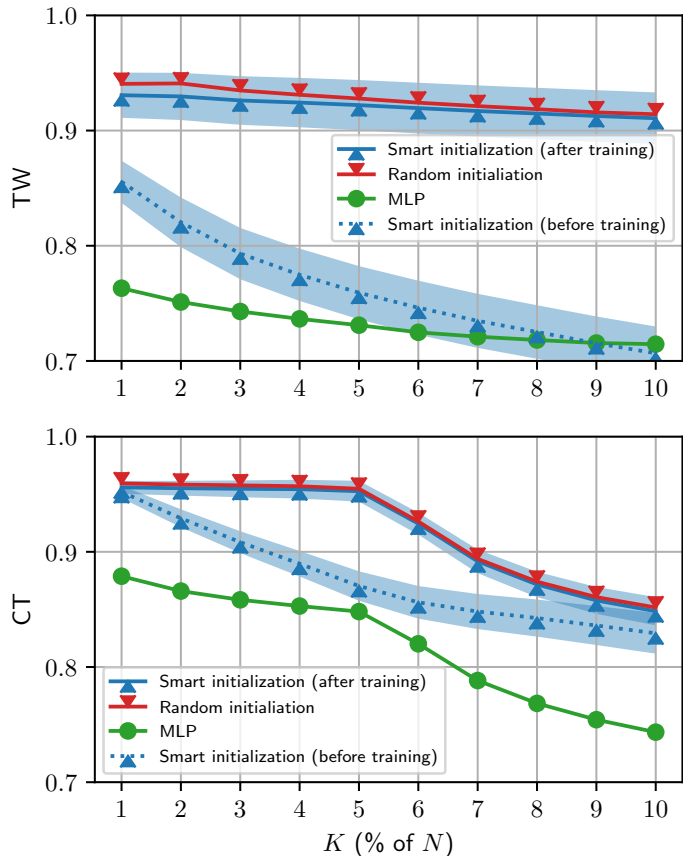 1.0
0.9
0.8
0.7
TW
Smart initialization (after training)
Random initialiation
MLP
Smart initialization (before training)
1 2 3 4 5 6 7 8 9 10
1.0
0.9
0.8
0.7
CT
Smart initialization (after training)
Random initialiation
MLP
Smart initialization (before training)
1 2 3 4 5 6 7 8 9 10
K (% of N)